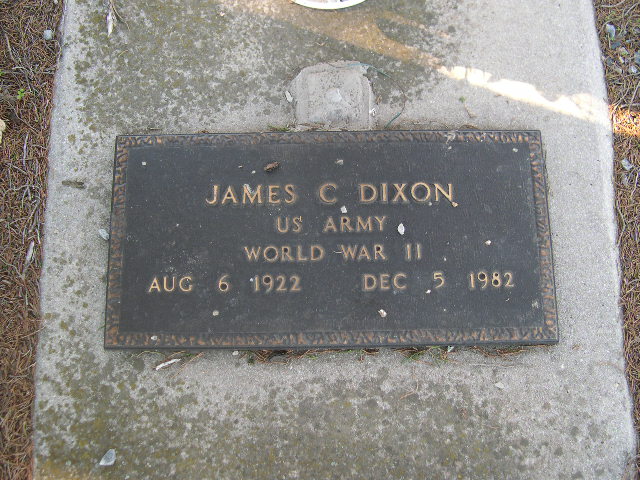 JAMES C DIXON
US ARMY
WORLD WAR II
AUG 6 1922 DEC 5 1982